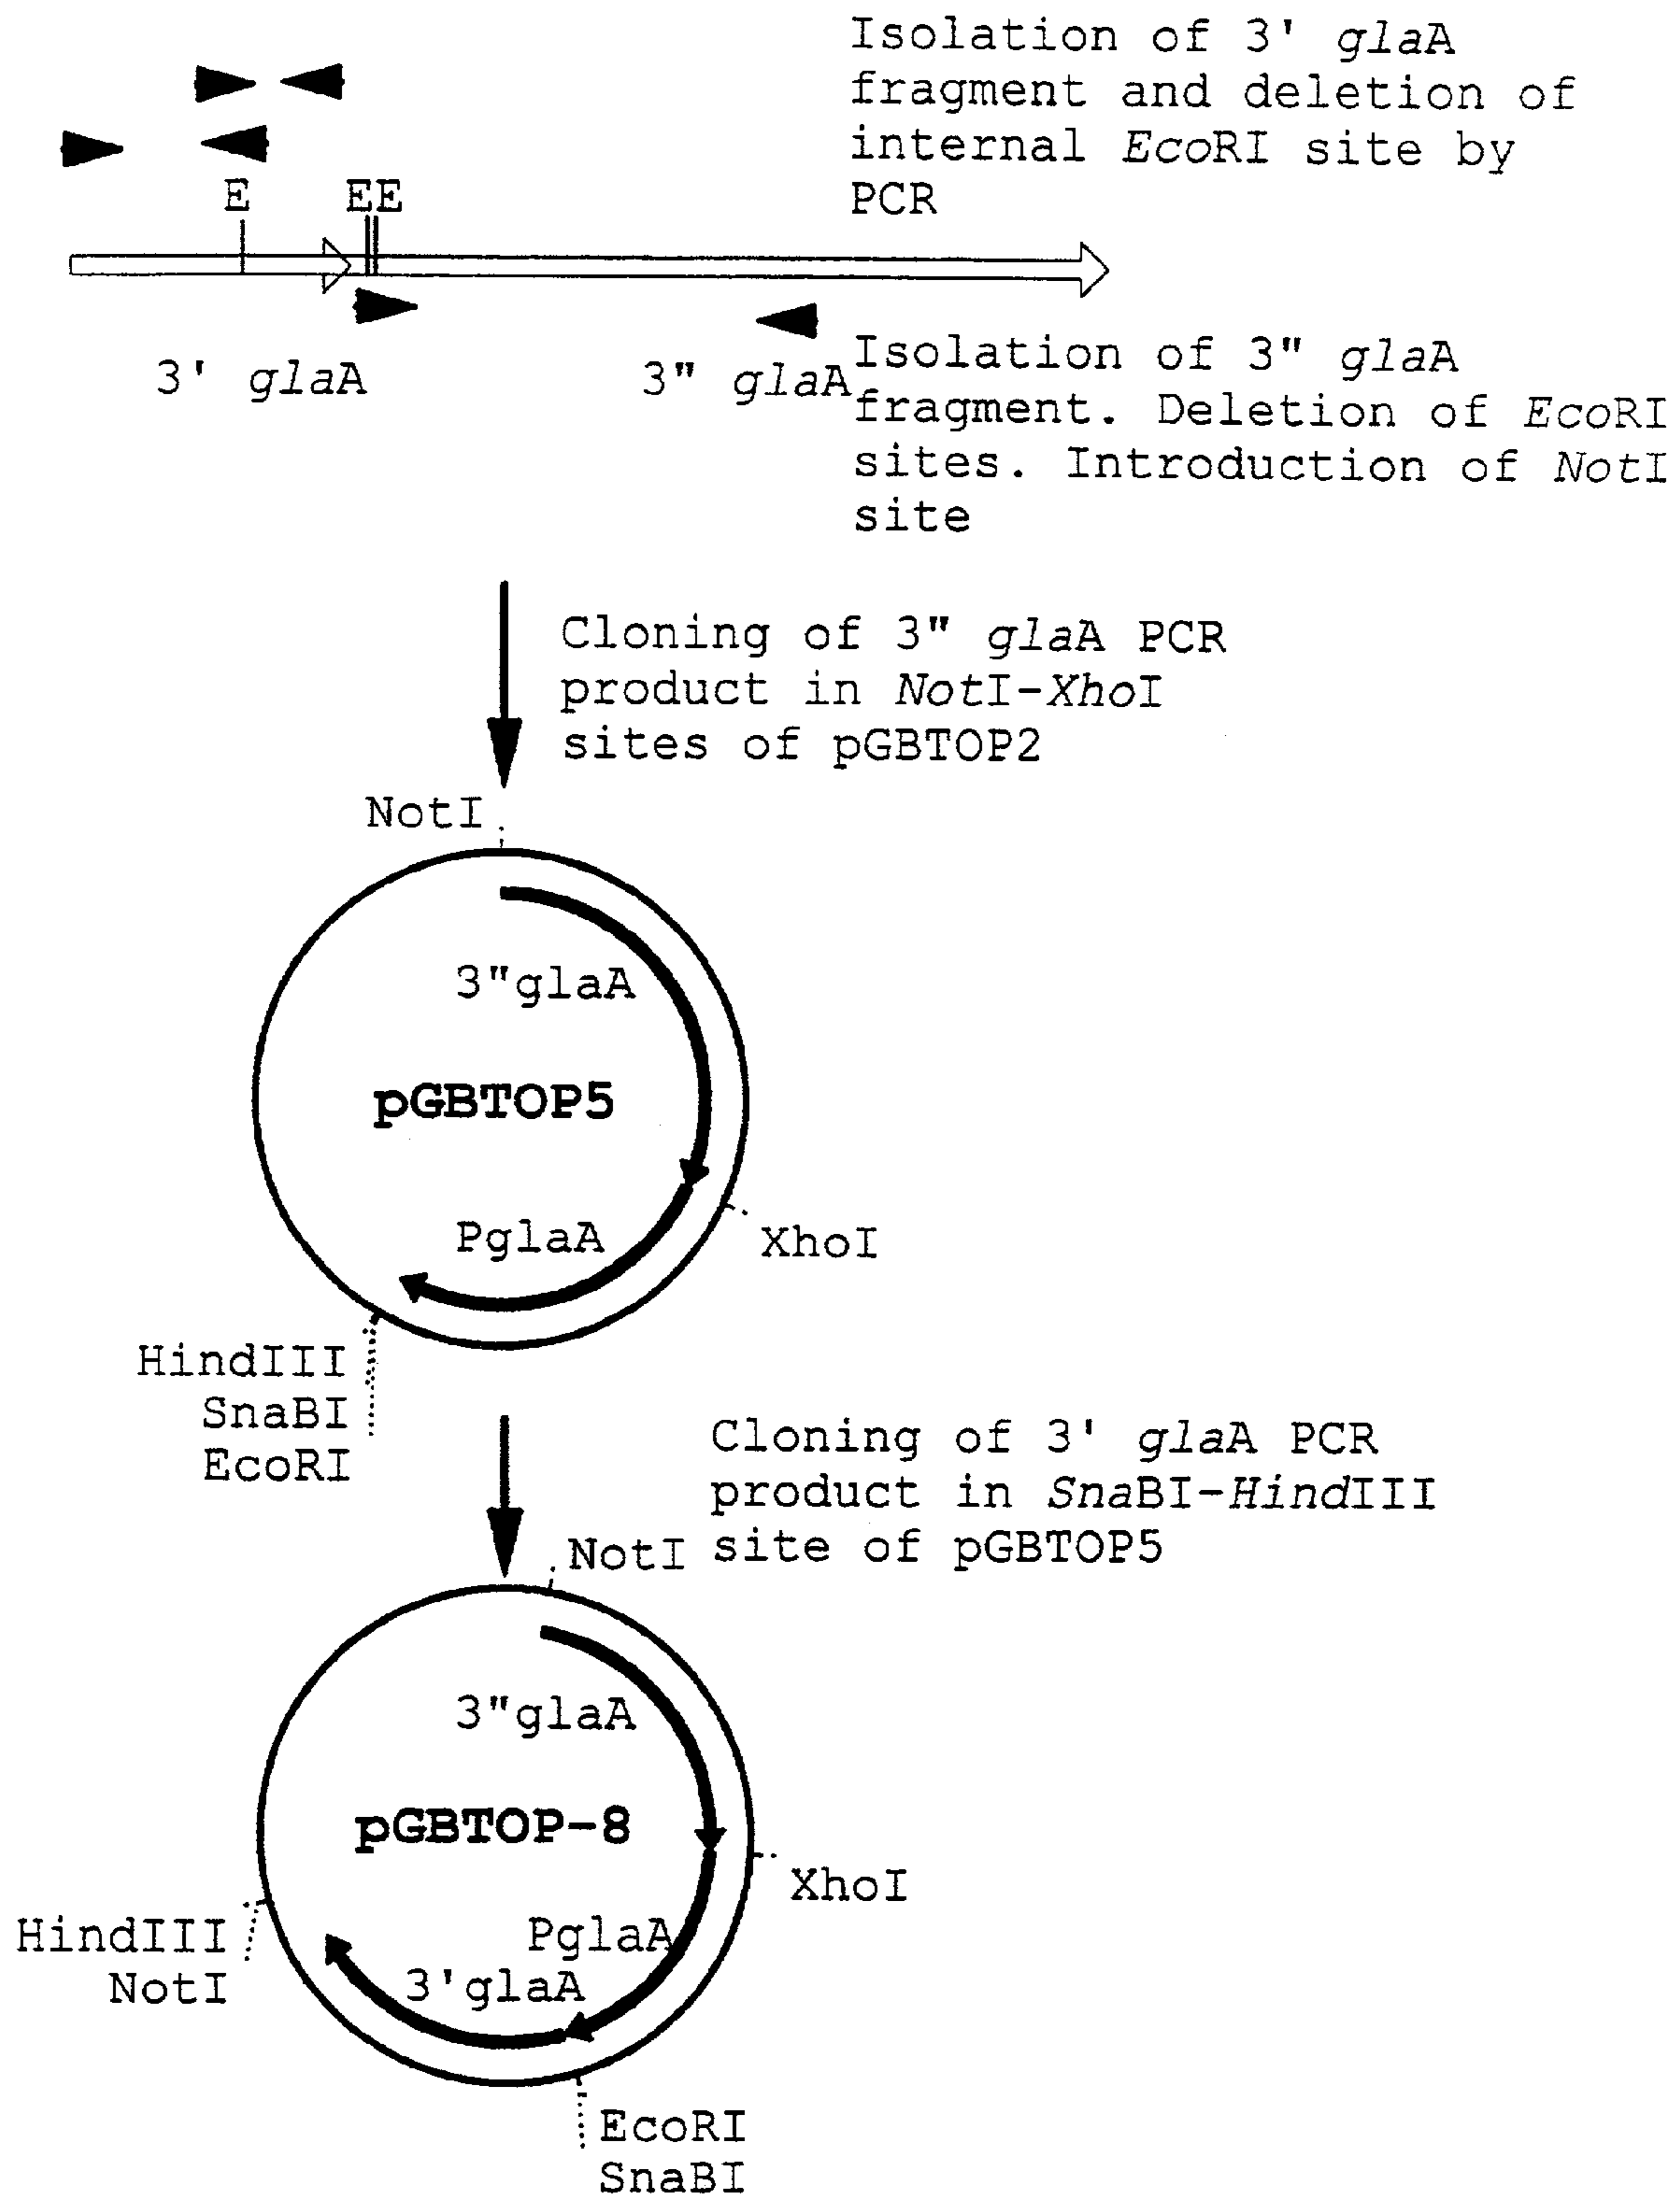 Isolation of 3' glaA
fragment and deletion of
internal EcoRI site by
PCR
E
EE
3' glaA
3" glaA
Isolation of 3" glaA
fragment. Deletion of EcoRI
sites. Introduction of NotI
site
Cloning of 3" glaA PCR
product in NotI-XhoI
sites of pGBTOP2
NotI
3"glaA
pGBTOP5
PglaA
XhoI
HindIII
SnaBI
EcoRI
Cloning of 3' glaA PCR
product in SnaBI-HindIII
site of pGBTOP5
NotI
3"glaA
pGBTOP-8
XhoI
HindIII
NotI
PglaA
3'glaA
EcoRI
SnaBI